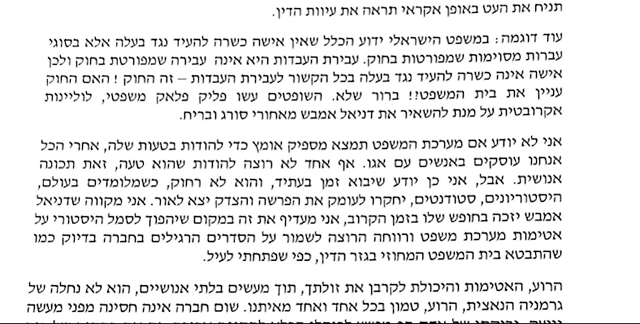 תניח את העט באופן אקראי תראה את עיוות הדין.
עוד דוגמה: במשפט הישראלי ידוע הכלל שאין אישה כשרה להעיד נגד בעלה אלא בסוגי
עברות מסוימות שמפורטות בחוק. עבירת העבדות היא אינה עבירה שמפורטת בחוק ולכן
אישה אינה כשרה להעיד נגד בעלה בכל הקשור לעבירת העבדות – זה החוק ! האם החוק
עניין את בית המשפט?! ברור שלא. השופטים עשו פליק פלאק משפטי, לוליינות
אקרובטית על מנת להשאיר את דניאל אמבש מאחורי סורג ובריח.
אני לא יודע אם מערכת המשפט תמצא מספיק אומץ כדי להודות בטעות שלה, אחרי הכל
אנחנו עוסקים באנשים עם אגו. אף אחד לא רוצה להודות שהוא טעה, זאת תכונה
אנושית. אבל, אני כן יודע שיבוא זמן בעתיד, והוא לא רחוק, כשמלומדים בעולם,
היסטוריונים, סטודנטים, יחקרו לעומק את הפרשה והצדק יצא לאור. אני מקווה שדניאל
אמבש יזכה בחופש שלו בזמן הקרוב, אני מעדיף את זה במקום שיהפוך לסמל היסטורי על
אטימות מערכת משפט ורווחה הרוצה לשמור על הסדרים הרגילים בחברה בדיוק כמו
שהתבטא בית המשפט המחוזי בגזר הדין, כפי שפתחתי לעיל.
הרוע, האטימות והיכולת לקרבן את זולתך, תוך מעשים בלתי אנושיים, הוא לא נחלה של
גרמניה הנאצית, הרוע, טמון בכל אחד ואחד מאיתנו. שום חברה אינה חסינה מפני מעשה